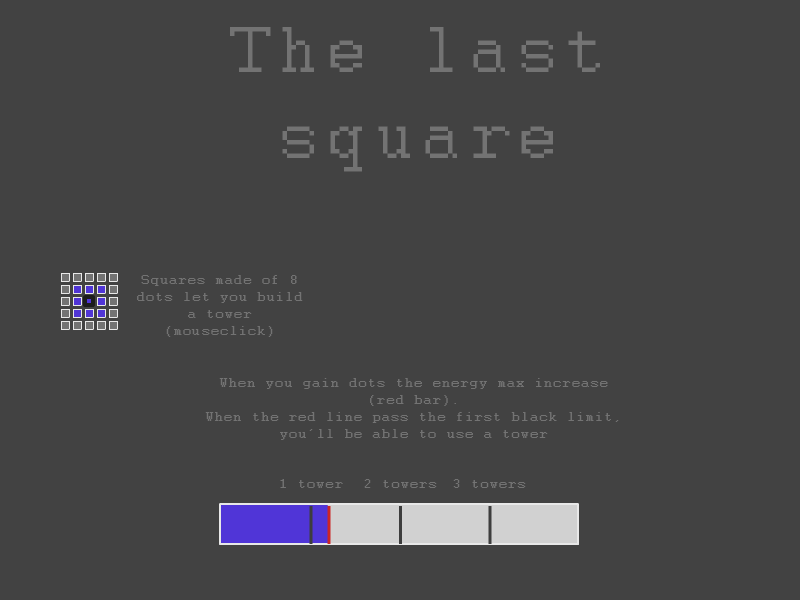 The last
square
Squares made of 8
dots let you build
a tower
(mouseclick)
When you gain dots the energy max increase
(red bar).
When the red line pass the first black limit,
you'll be able to use a tower
1 tower 2 towers 3 towers